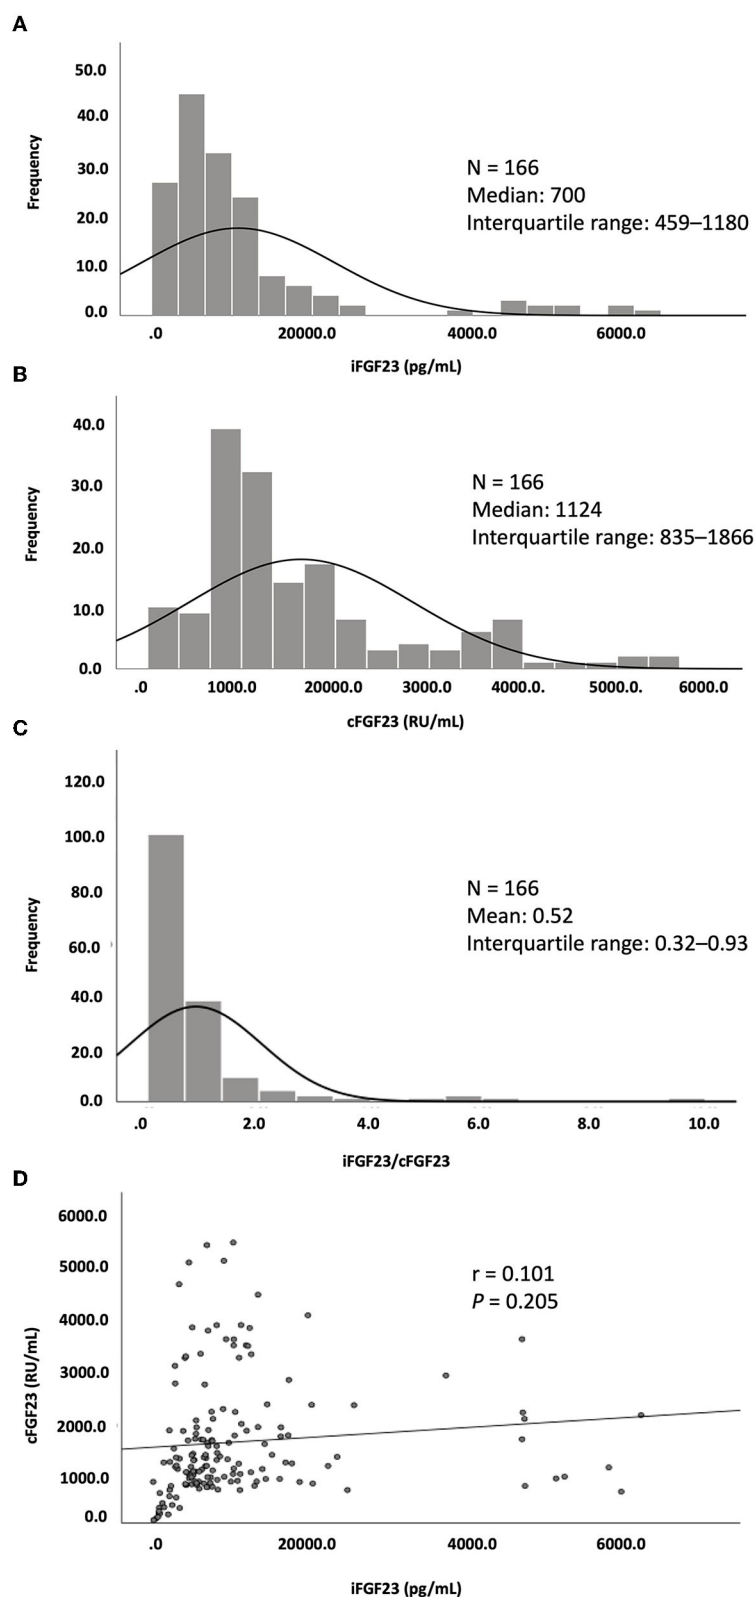 A
50.0
40.0
30.0
20.0
10.0
0.0
Frequency
N = 166
Median: 700
Interquartile range: 459–1180
.0 20000.0 4000.0 6000.0
iFGF23 (pg/mL)
B
40.0
30.0
20.0
10.0
0.0
Frequency
N = 166
Median: 1124
Interquartile range: 835–1866
.0 1000.0 20000.0 3000.0 4000.0. 5000.0. 6000.0
cFGF23 (RU/mL)
C
120.0
100.0
80.0
60.0
40.0
20.0
0.0
Frequency
N = 166
Mean: 0.52
Interquartile range: 0.32–0.93
.0 2.0 4.0 6.0 8.0 10.0
iFGF23/cFGF23
D
6000.0
5000.0
4000.0
3000.0
2000.0
1000.0
0.0
cFGF23 (RU/mL)
r = 0.101
P = 0.205
.0 20000.0 4000.0 6000.0
iFGF23 (pg/mL)